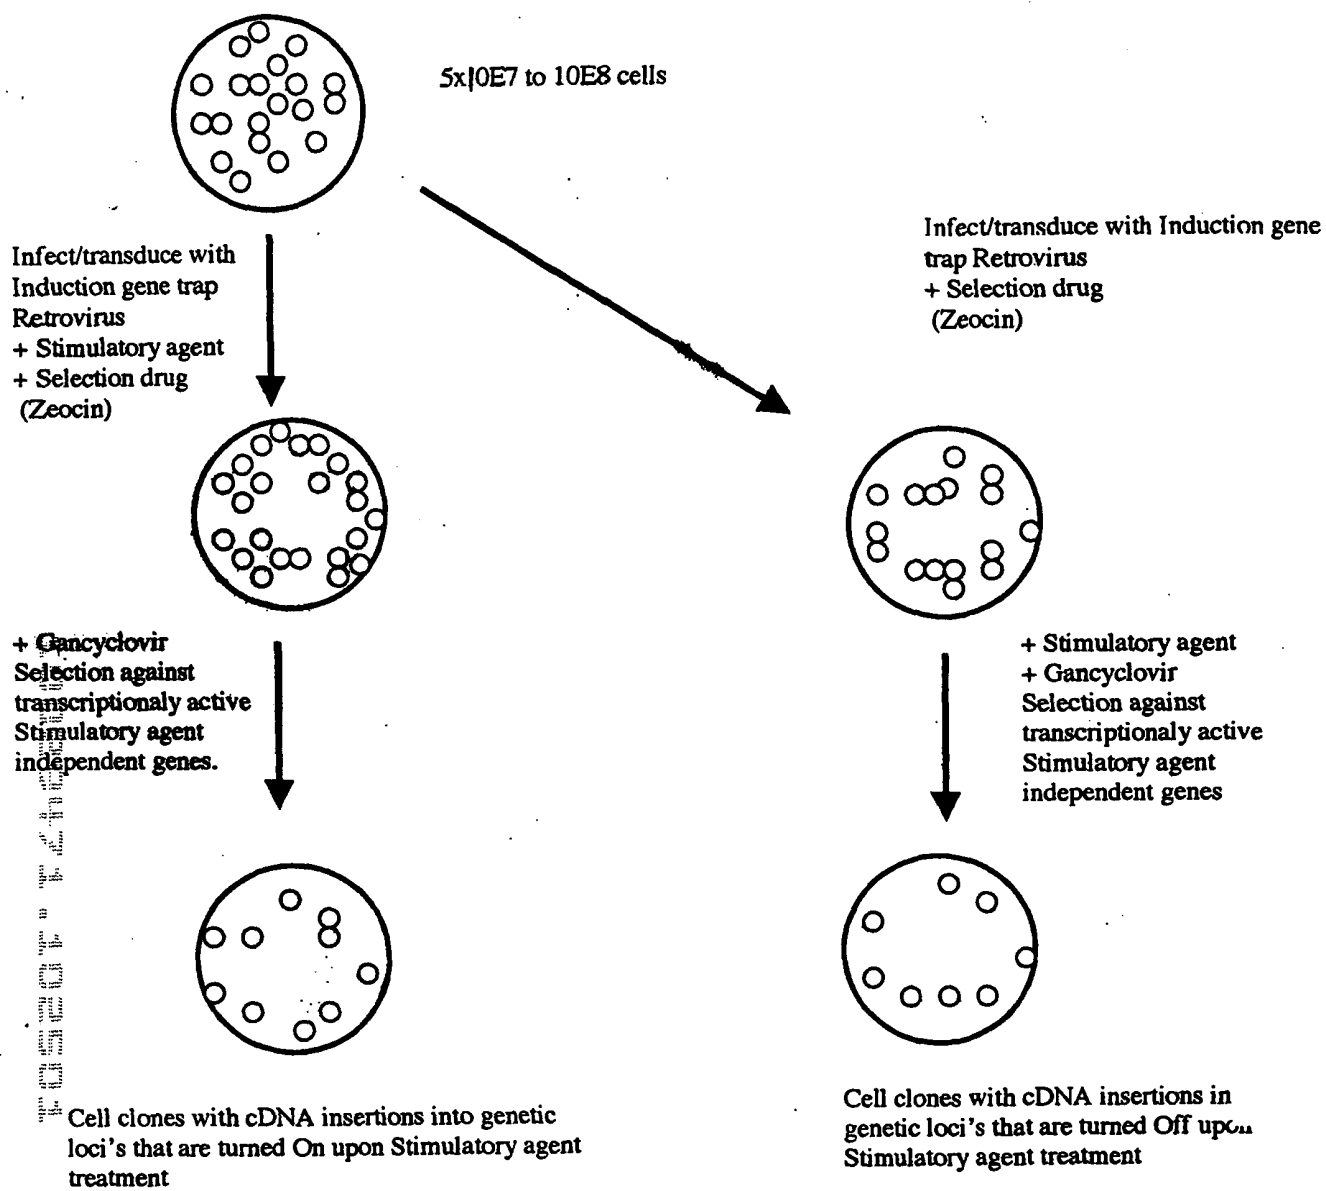 5x10E7 to 10E8 cells
Infect/transduce with
Induction gene trap
Retrovirus
+ Stimulatory agent
+ Selection drug
(Zeocin)
Infect/transduce with Induction gene
trap Retrovirus
+ Selection drug
(Zeocin)
+ Gancyclovir
Selection against
transcriptionaly active
Stimulatory agent
independent genes.
+ Stimulatory agent
+ Gancyclovir
Selection against
transcriptionaly active
Stimulatory agent
independent genes
Cell clones with cDNA insertions into genetic
loci's that are turned On upon Stimulatory agent
treatment
Cell clones with cDNA insertions in
genetic loci's that are turned Off upon
Stimulatory agent treatment